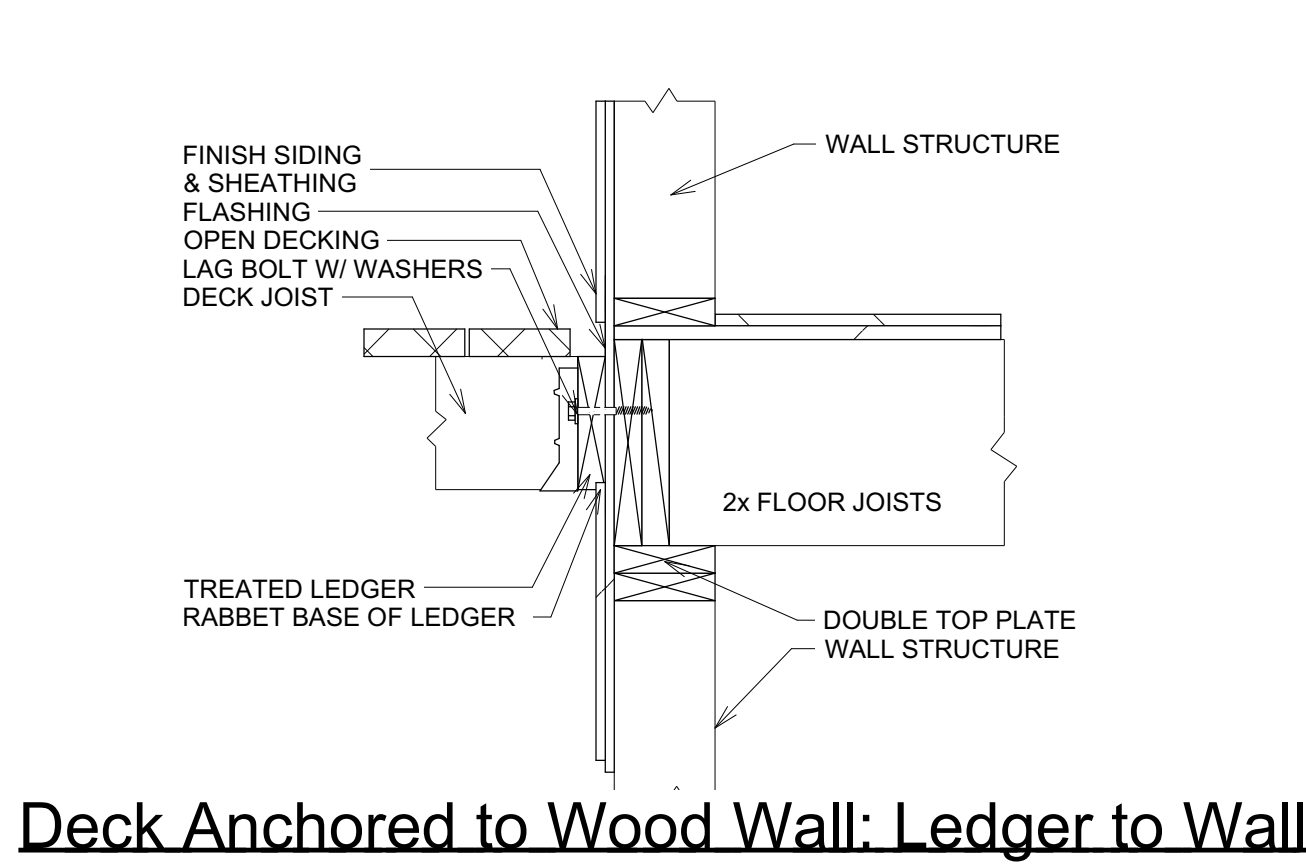 FINISH SIDING
& SHEATHING
FLASHING
OPEN DECKING
LAG BOLT W/ WASHERS
DECK JOIST
WALL STRUCTURE
2x FLOOR JOISTS
TREATED LEDGER
RABBET BASE OF LEDGER
DOUBLE TOP PLATE
WALL STRUCTURE
Deck Anchored to Wood Wall: Ledger to Wall